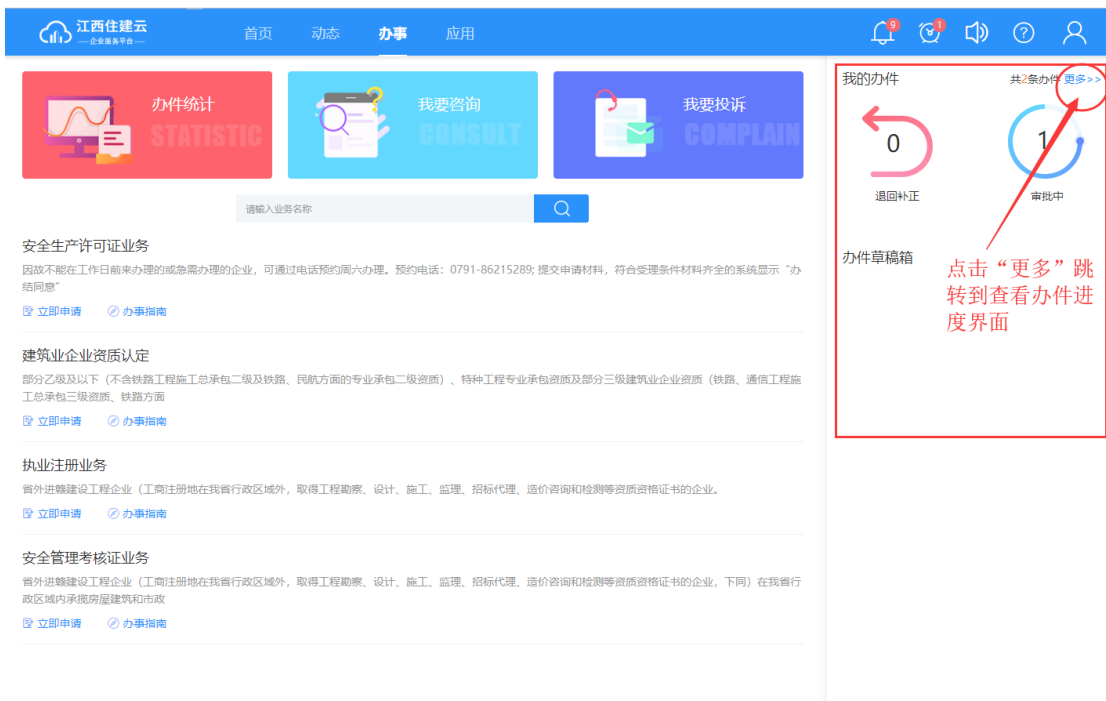 江西住建云
企业服务平台
首页 动态 办事 应用
9 1
办件统计
STATISTIC
我要咨询
CONSULT
我要投诉
COMPLAIN
请输入业务名称
安全生产许可证业务
因故不能在工作日前来办理的或急需办理的企业，可通过电话预约周六办理。预约电话：0791-86215289; 提交申请材料，符合受理条件材料齐全的系统显示“办
结同意”
立即申请 办事指南
建筑业企业资质认定
部分乙级及以下（不含铁路工程施工总承包二级及铁路、民航方面的专业承包二级资质）、特种工程专业承包资质及部分三级建筑业企业资质（铁路、通信工程施
工总承包三级资质、铁路方面
立即申请 办事指南
执业注册业务
省外进赣建设工程企业（工商注册地在我省行政区域外，取得工程勘察、设计、施工、监理、招标代理、造价咨询和检测等资质资格证书的企业。
立即申请 办事指南
安全管理考核证业务
省外进赣建设工程企业（工商注册地在我省行政区域外，取得工程勘察、设计、施工、监理、招标代理、造价咨询和检测等资质资格证书的企业，下同）在我省行
政区域内承揽房屋建筑和市政
立即申请 办事指南
我的办件 共2条办件 更多>>
0 1
退回补正 审批中
办件草稿箱
点击“更多”跳
转到查看办件进
度界面